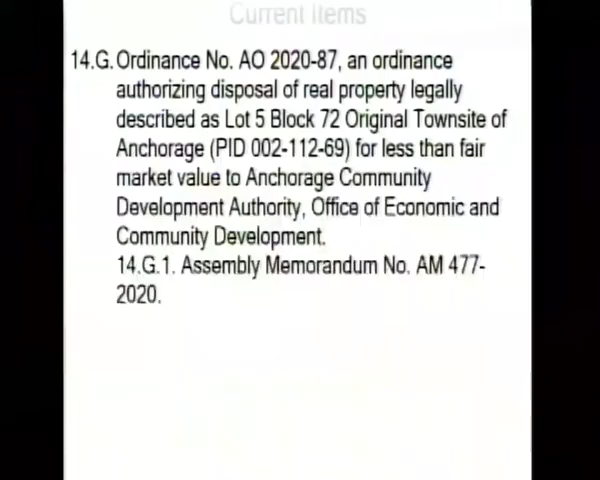 Current Items
14.G. Ordinance No. AO 2020-87, an ordinance
authorizing disposal of real property legally
described as Lot 5 Block 72 Original Townsite of
Anchorage (PID 002-112-69) for less than fair
market value to Anchorage Community
Development Authority, Office of Economic and
Community Development.
14.G.1. Assembly Memorandum No. AM 477-
2020.